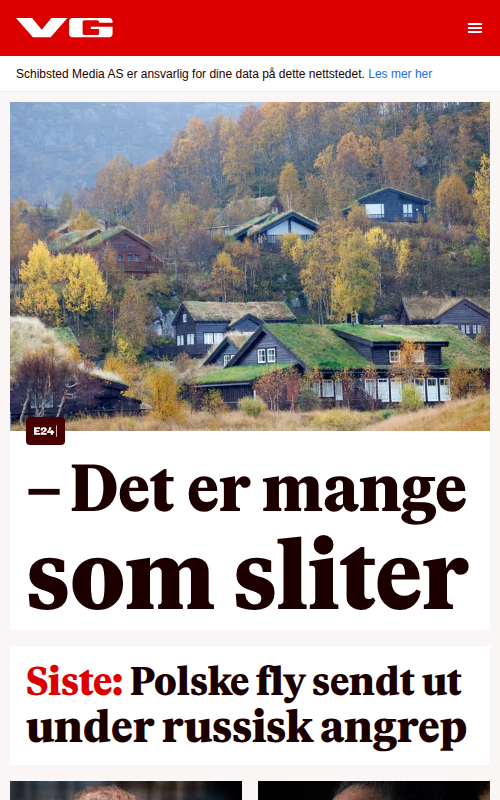 VG
Schibsted Media AS er ansvarlig for dine data på dette nettstedet. Les mer her
E24
– Det er mange
som sliter
Siste: Polske fly sendt ut
under russisk angrep